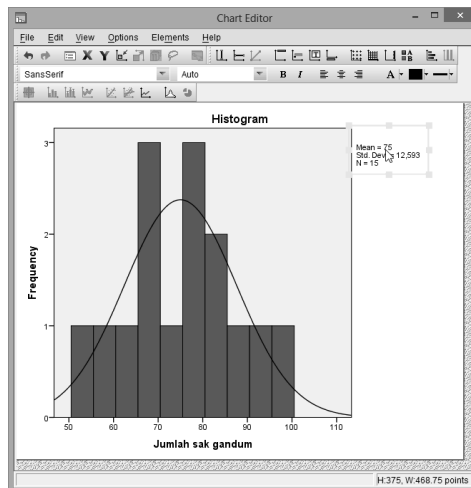 Chart Editor
File Edit View Options Elements Help
SansSerif Auto B I A
Histogram
Mean = 75
Std. Dev. = 12,593
N = 15
3
2
1
0
Frequency
50 60 70 80 90 100 110
Jumlah sak gandum
H:375, W:468.75 points